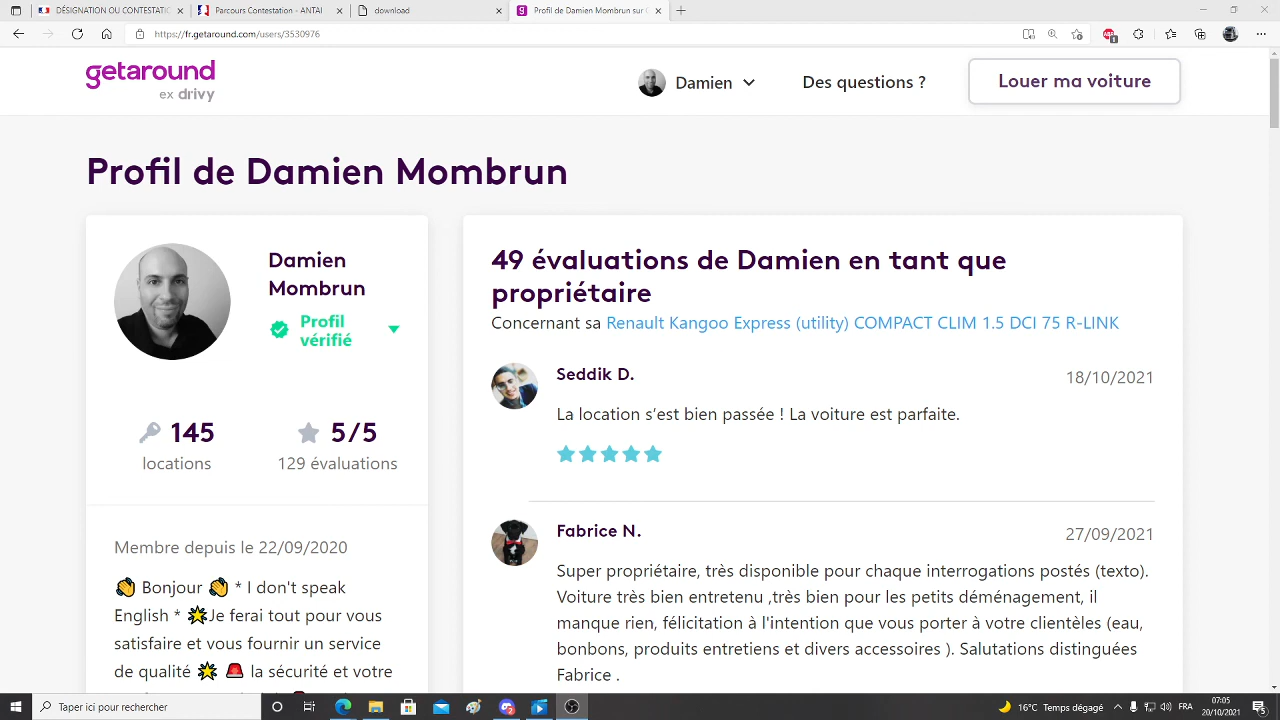 DÉSIGNATION OU CONTESTATIO
Parcours Contestation - ANTAI
download
Profil de Damien Mombrun sur G
https://fr.getaround.com/users/3530976
getaround
ex drivy
Damien
Des questions ?
Louer ma voiture
Profil de Damien Mombrun
Damien
Mombrun
Profil
vérifié
145
locations
5/5
129 évaluations
Membre depuis le 22/09/2020
👏 Bonjour 👏 * I don't speak
English * 🌟Je ferai tout pour vous
satisfaire et vous fournir un service
de qualité 🌟 🚨 la sécurité et votre
49 évaluations de Damien en tant que
propriétaire
Concernant sa Renault Kangoo Express (utility) COMPACT CLIM 1.5 DCI 75 R-LINK
Seddik D.
18/10/2021
La location s’est bien passée ! La voiture est parfaite.
Fabrice N.
27/09/2021
Super propriétaire, très disponible pour chaque interrogations postés (texto).
Voiture très bien entretenu ,très bien pour les petits déménagement, il
manque rien, félicitation à l'intention que vous porter à votre clientèles (eau,
bonbons, produits entretiens et divers accessoires ). Salutations distinguées
Fabrice .
Taper ici pour rechercher
16°C Temps dégagé
FRA
07:05
20/10/2021